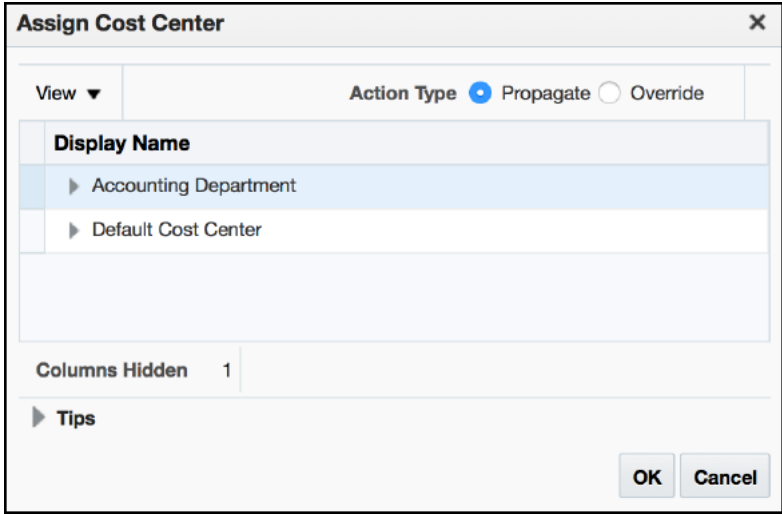 Assign Cost Center
View Action Type Propagate Override
Display Name
Accounting Department
Default Cost Center
Columns Hidden 1
Tips
OK Cancel